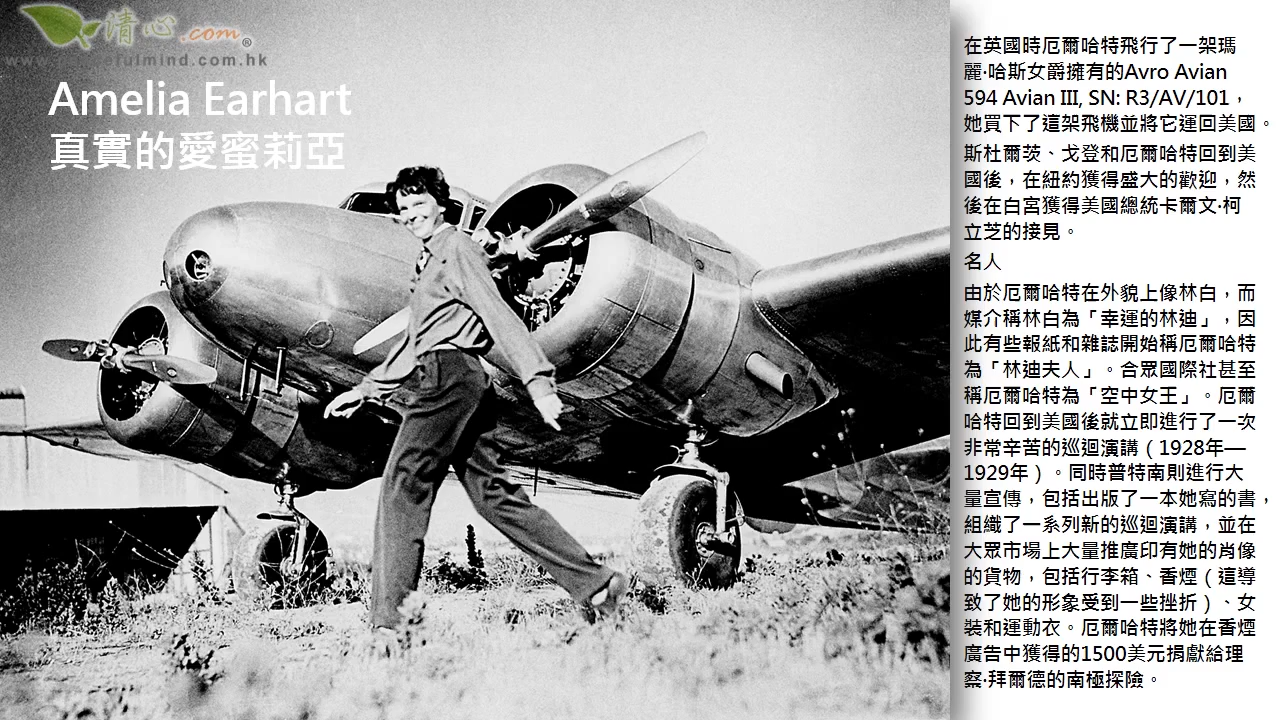 清心.com®
www.peacefulmind.com.hk
Amelia Earhart
真實的愛蜜莉亞
在英國時厄爾哈特飛行了一架瑪
麗·哈斯女爵擁有的Avro Avian
594 Avian III, SN: R3/AV/101，
她買下了這架飛機並將它運回美國。
斯杜爾茨、戈登和厄爾哈特回到美
國後，在紐約獲得盛大的歡迎，然
後在白宮獲得美國總統卡爾文·柯
立芝的接見。
名人
由於厄爾哈特在外貌上像林白，而
媒介稱林白為「幸運的林迪」，因
此有些報紙和雜誌開始稱厄爾哈特
為「林迪夫人」。合眾國際社甚至
稱厄爾哈特為「空中女王」。厄爾
哈特回到美國後就立即進行了一次
非常辛苦的巡迴演講（1928年—
1929年）。同時普特南則進行大
量宣傳，包括出版了一本她寫的書，
組織了一系列新的巡迴演講，並在
大眾市場上大量推廣印有她的肖像
的貨物，包括行李箱、香煙（這導
致了她的形象受到一些挫折）、女
裝和運動衣。厄爾哈特將她在香煙
廣告中獲得的1500美元捐獻給理
察·拜爾德的南極探險。